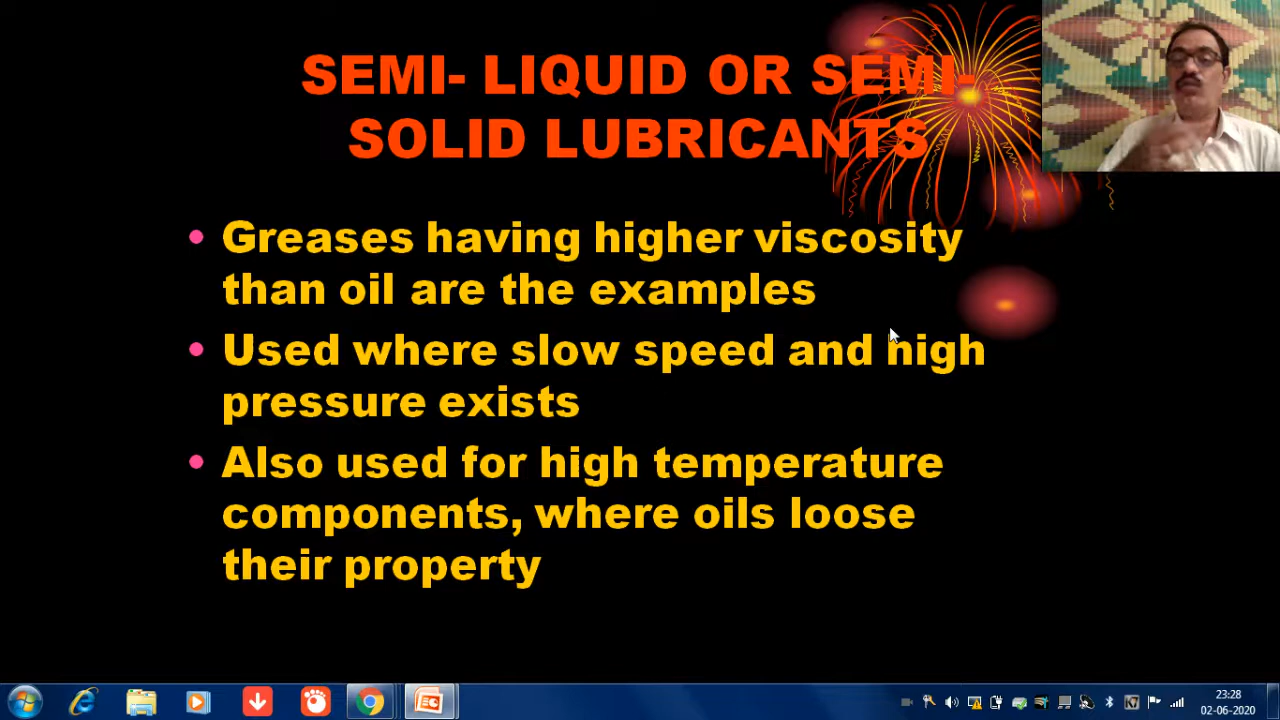 SEMI- LIQUID OR SEMI-
SOLID LUBRICANTS
• Greases having higher viscosity
than oil are the examples
• Used where slow speed and high
pressure exists
• Also used for high temperature
components, where oils loose
their property
23:28
02-06-2020